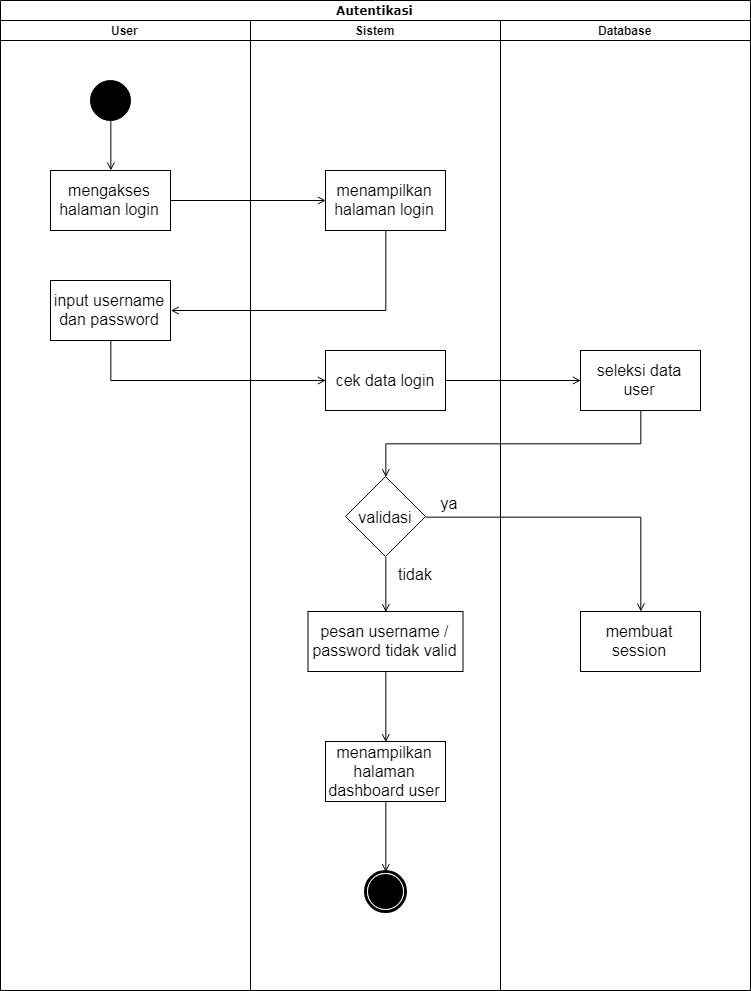 Autentikasi
User
Sistem
Database
mengakses
halaman login
menampilkan
halaman login
input username
dan password
cek data login
seleksi data
user
validasi
ya
tidak
pesan username /
password tidak valid
membuat
session
menampilkan
halaman
dashboard user